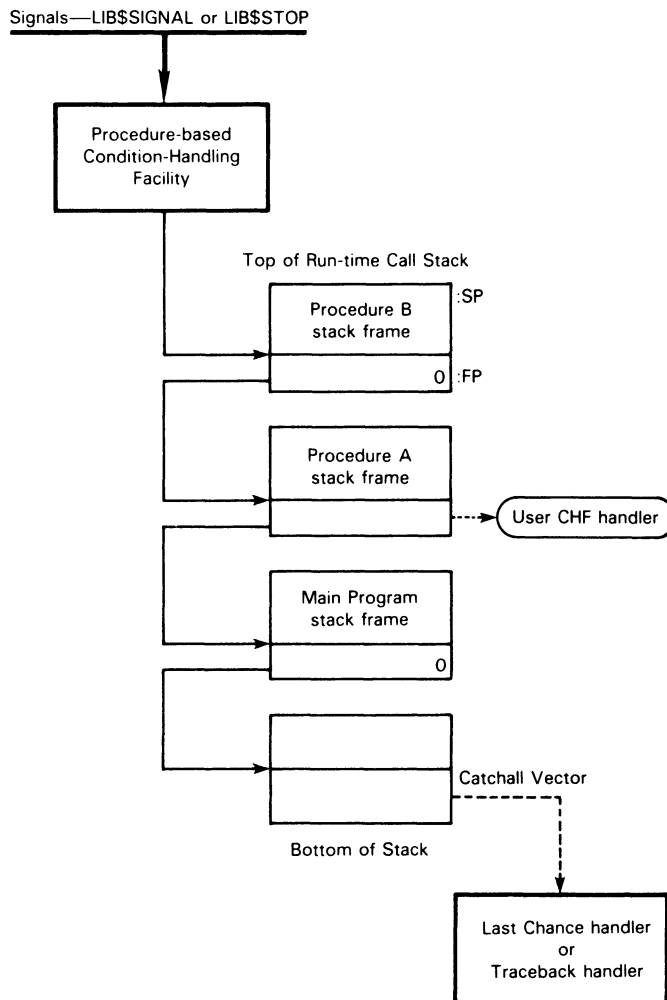 Signals—LIB$SIGNAL or LIB$STOP
Procedure-based
Condition-Handling
Facility
Top of Run-time Call Stack
Procedure B
stack frame
:SP
0 :FP
Procedure A
stack frame
User CHF handler
Main Program
stack frame
0
Catchall Vector
Bottom of Stack
Last Chance handler
or
Traceback handler